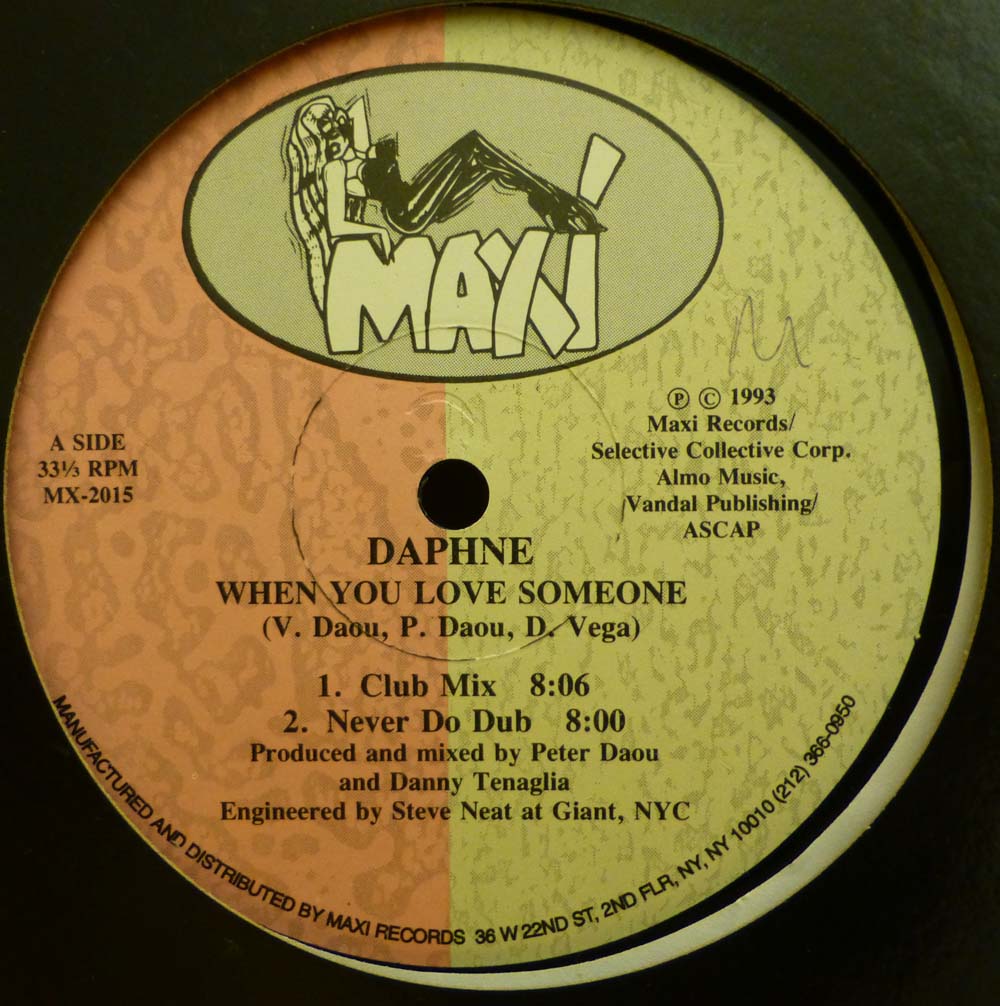 MAXI!
A SIDE
33⅓ RPM
MX-2015
℗ © 1993
Maxi Records/
Selective Collective Corp.
Almo Music,
Vandal Publishing/
ASCAP
DAPHNE
WHEN YOU LOVE SOMEONE
(V. Daou, P. Daou, D. Vega)
1. Club Mix 8:06
2. Never Do Dub 8:00
Produced and mixed by Peter Daou
and Danny Tenaglia
Engineered by Steve Neat at Giant, NYC
MANUFACTURED AND DISTRIBUTED BY MAXI RECORDS 36 W 22ND ST, 2ND FLR, NY, NY 10010 (212) 366-0950